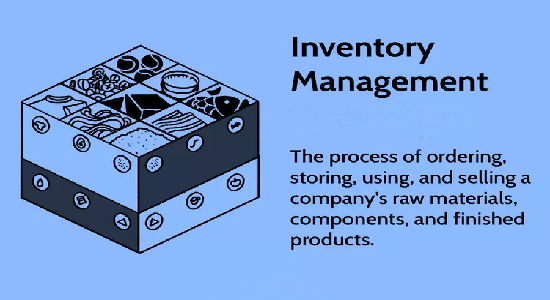 Inventory
Management
The process of ordering,
storing, using, and selling a
company's raw materials,
components, and finished
products.